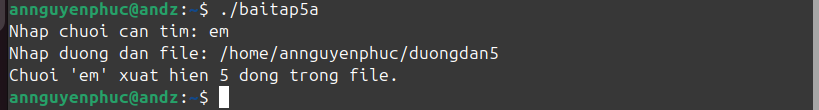 annguyenphuc@andz:~$ ./baitap5a
Nhap chuoi can tim: em
Nhap duong dan file: /home/annguyenphuc/duongdan5
Chuoi 'em' xuat hien 5 dong trong file.
annguyenphuc@andz:~$